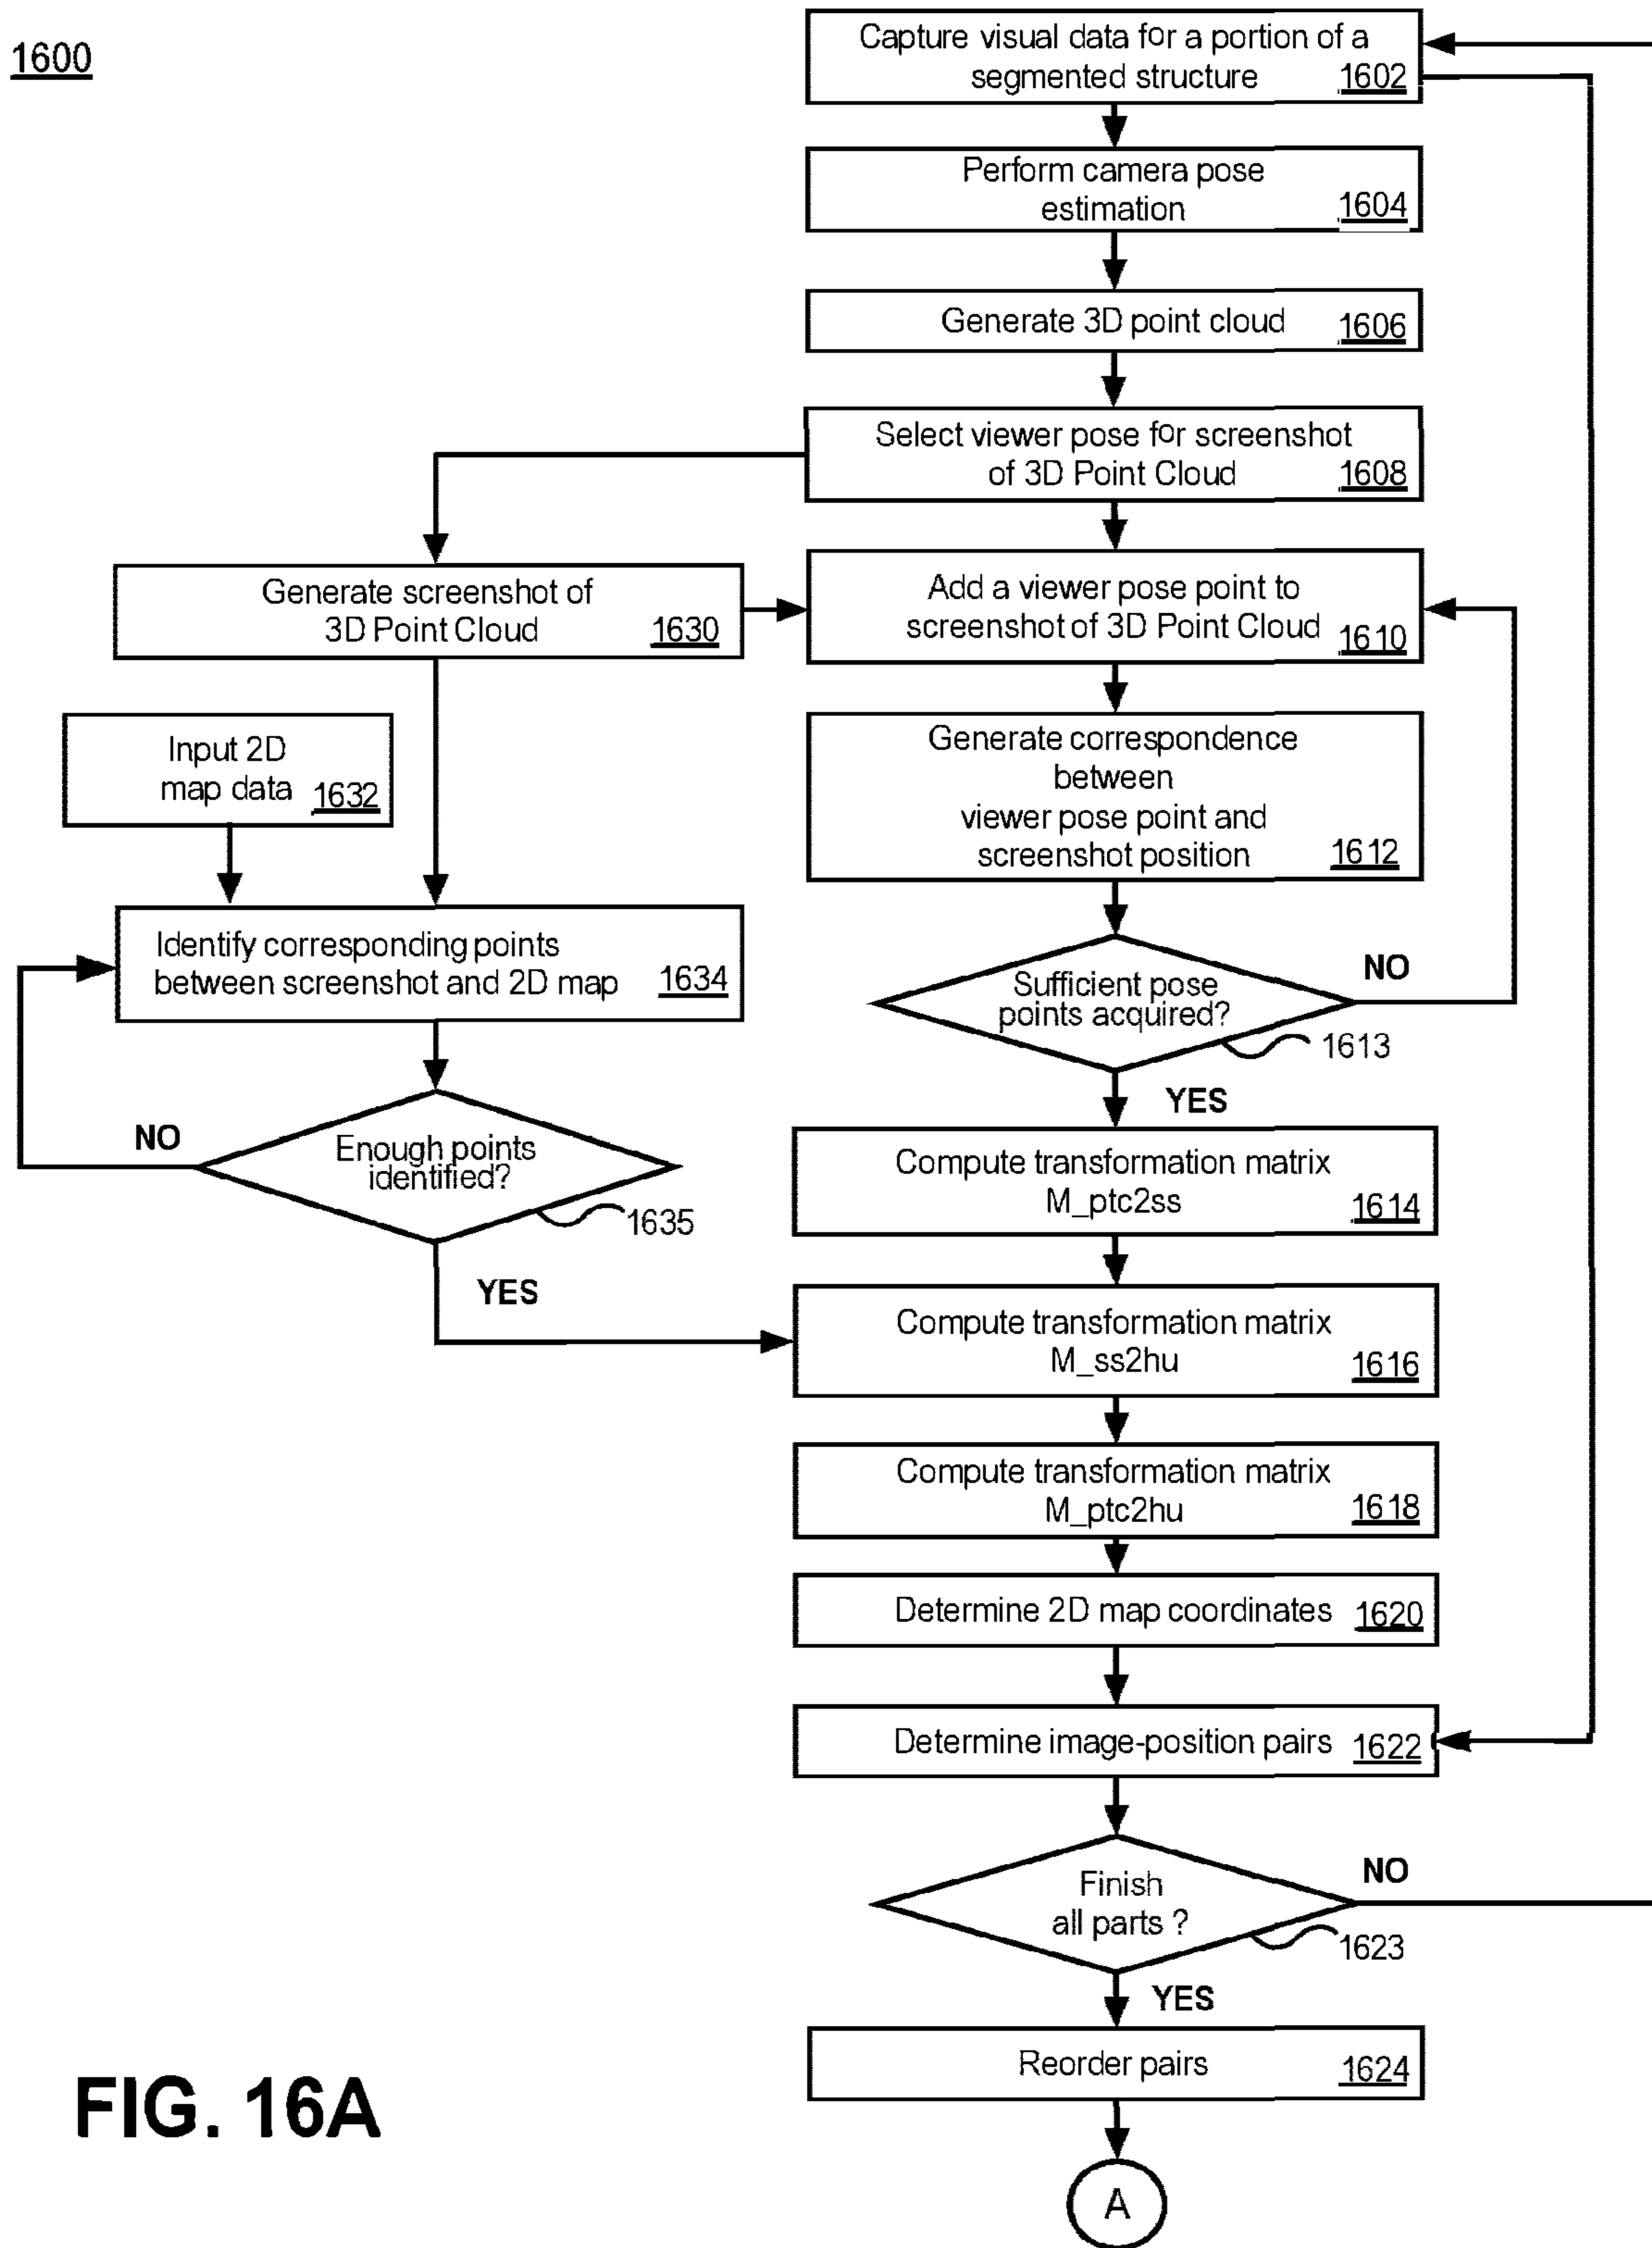 1600
Capture visual data for a portion of a
segmented structure 1602
Perform camera pose
estimation 1604
Generate 3D point cloud 1606
Select viewer pose for screenshot
of 3D Point Cloud 1608
Generate screenshot of
3D Point Cloud 1630
Add a viewer pose point to
screenshot of 3D Point Cloud 1610
Input 2D
map data 1632
Generate correspondence
between
viewer pose point and
screenshot position 1612
Identify corresponding points
between screenshot and 2D map 1634
Sufficient pose
points acquired?
NO
1613
YES
Enough points
identified?
NO
1635
YES
Compute transformation matrix
M_ptc2ss 1614
Compute transformation matrix
M_ss2hu 1616
Compute transformation matrix
M_ptc2hu 1618
Determine 2D map coordinates 1620
Determine image-position pairs 1622
Finish
all parts ?
NO
1623
YES
Reorder pairs 1624
A
FIG. 16A